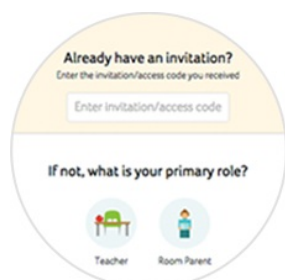 Already have an invitation?
Enter the invitation/access code you received
Enter invitation/access code
If not, what is your primary role?
Teacher Room Parent